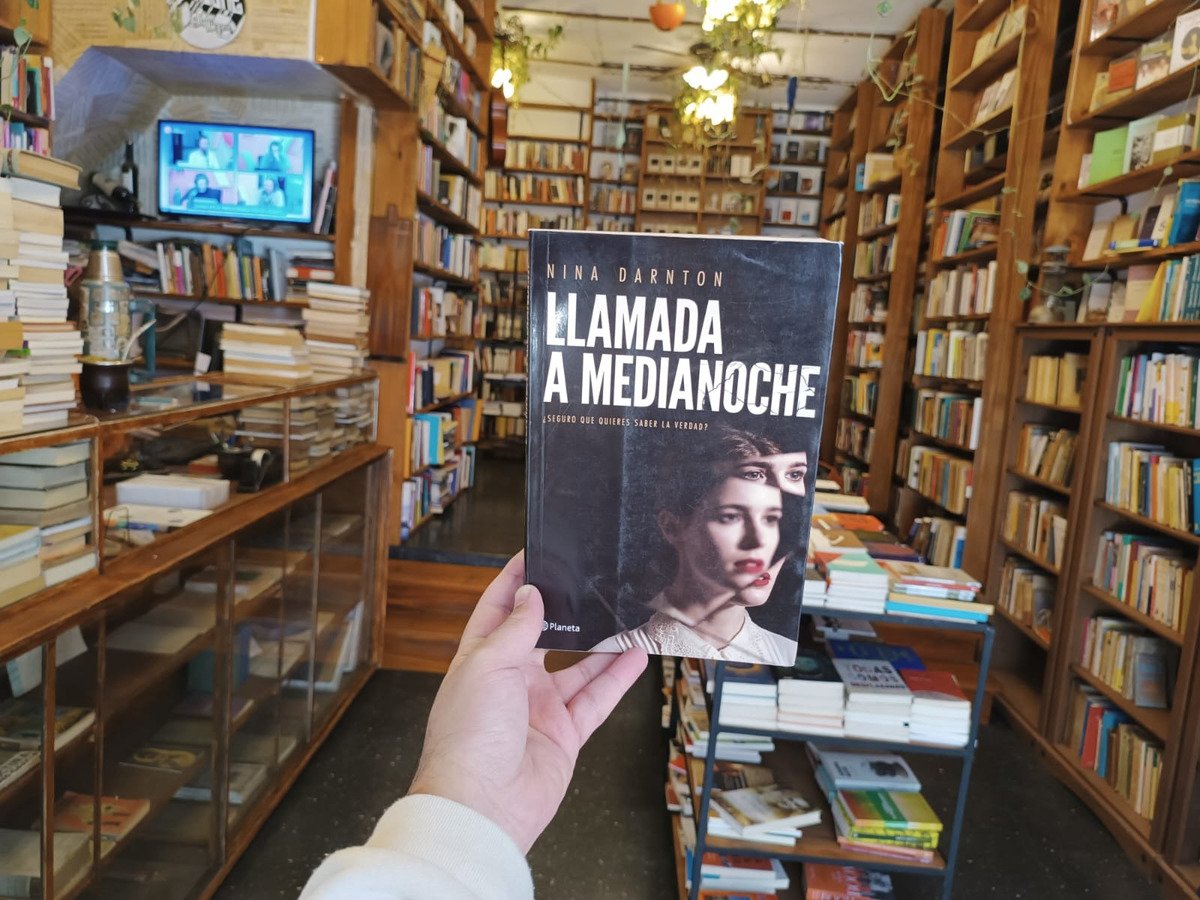 NINA DARNTON
LLAMADA
A MEDIANOCHE
¿SEGURO QUE QUIERES SABER LA VERDAD?
Planeta